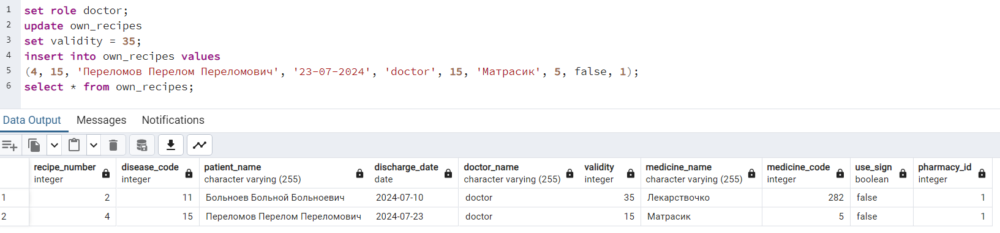 1 set role doctor;
2 update own_recipes
3 set validity = 35;
4 insert into own_recipes values
5 (4, 15, 'Переломов Перелом Переломович', '23-07-2024', 'doctor', 15, 'Матрасик', 5, false, 1);
6 select * from own_recipes;
Data Output Messages Notifications
recipe_number disease_code patient_name discharge_date doctor_name validity medicine_name medicine_code use_sign pharmacy_id
integer integer character varying (255) date character varying (255) integer character varying (255) integer boolean integer
1 2 11 Больноев Больной Больноевич 2024-07-10 doctor 35 Лекарствочко 282 false 1
2 4 15 Переломов Перелом Переломович 2024-07-23 doctor 15 Матрасик 5 false 1